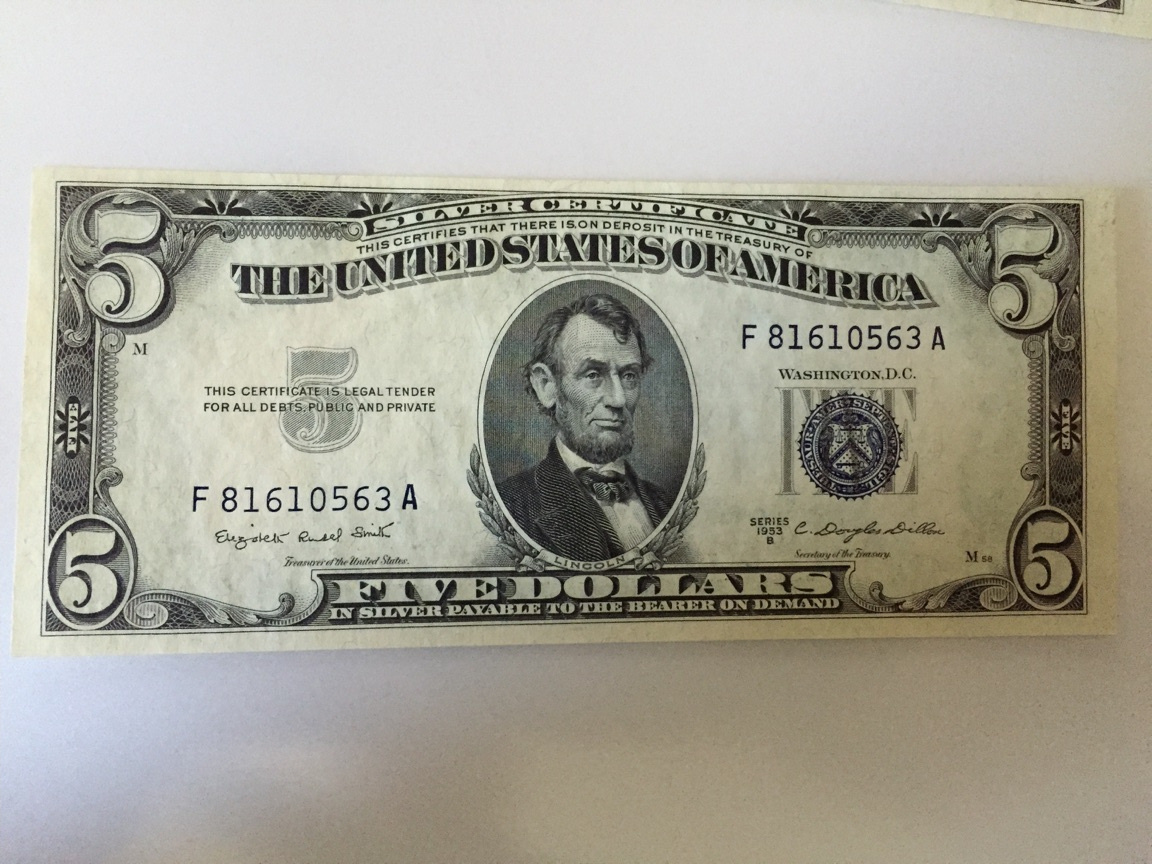 SILVER CERTIFICATE
THIS CERTIFIES THAT THERE IS ON DEPOSIT IN THE TREASURY OF
THE UNITED STATES OF AMERICA
5
5
F 81610563 A
M
WASHINGTON, D.C.
5
THIS CERTIFICATE IS LEGAL TENDER
FOR ALL DEBTS, PUBLIC AND PRIVATE
FIVE
FIVE
FIVE
F 81610563 A
SERIES
1953
B
Elizabeth Rudel Smith
C. Douglas Dillon
Treasurer of the United States.
Secretary of the Treasury.
M 58
LINCOLN
5
5
FIVE DOLLARS
IN SILVER PAYABLE TO THE BEARER ON DEMAND